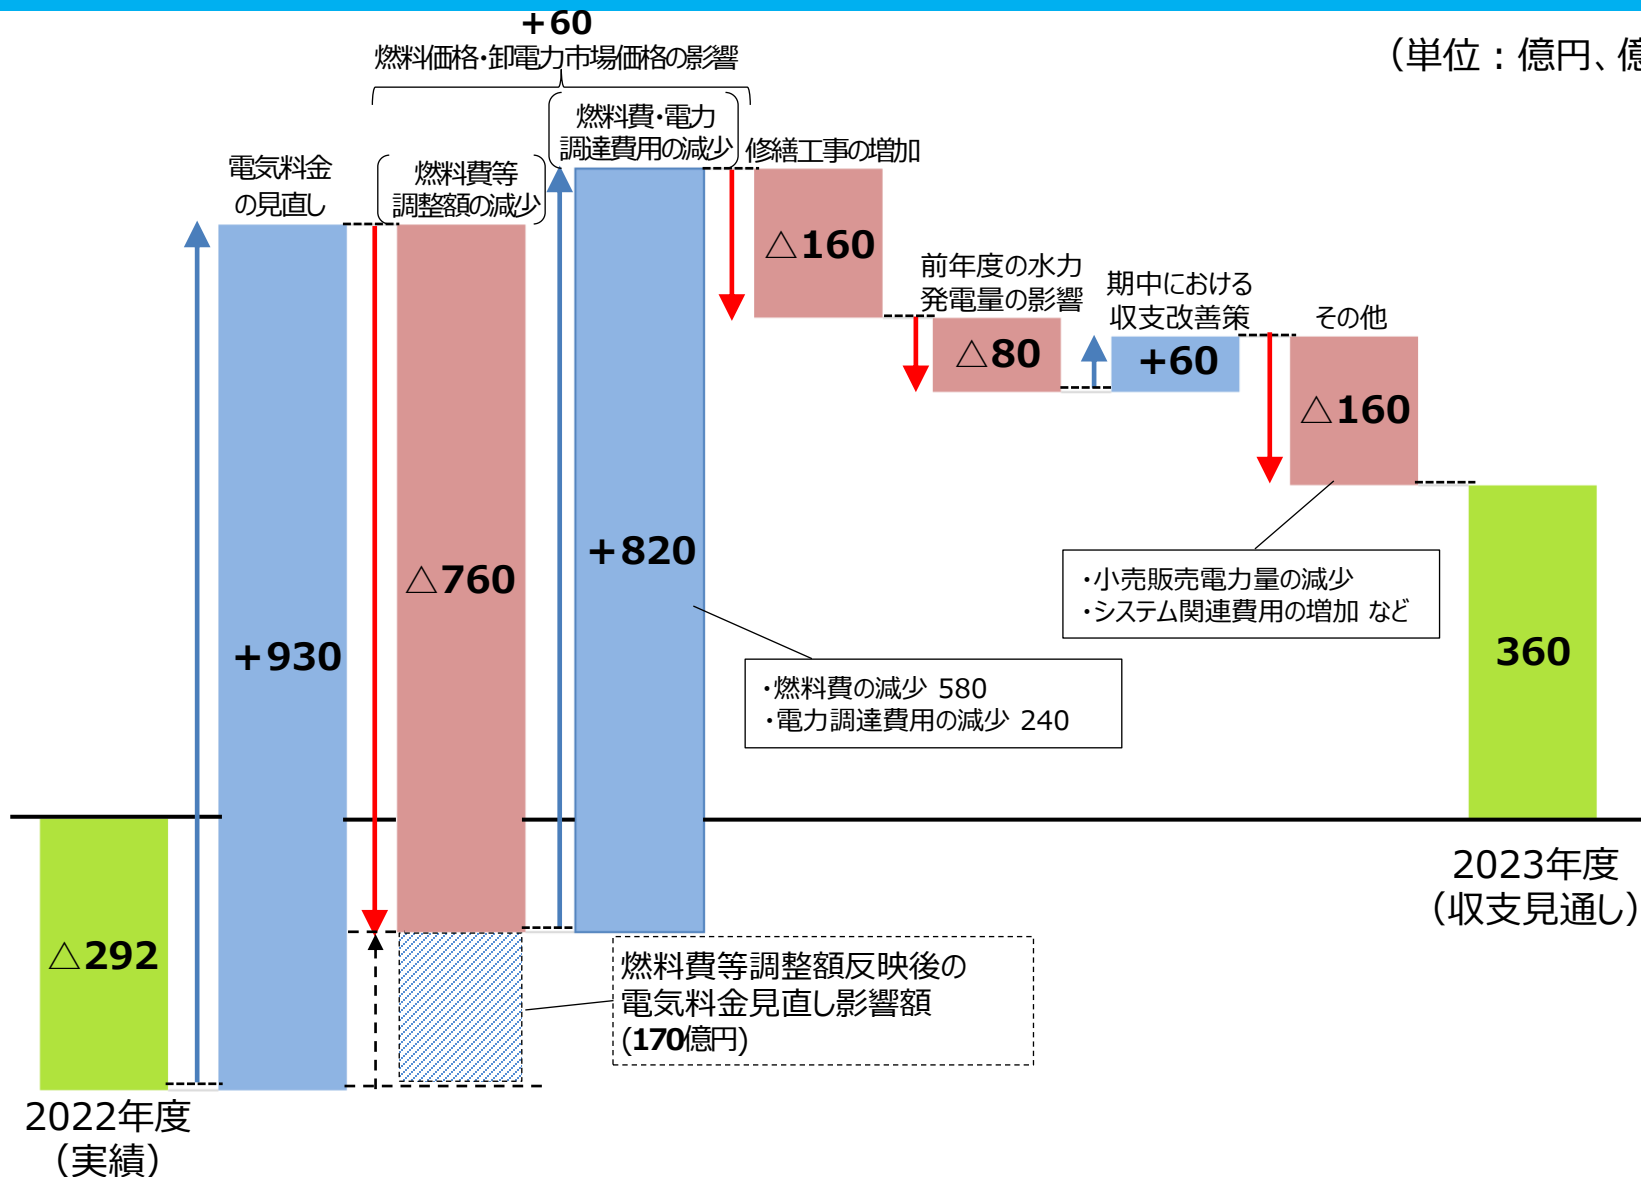 +60
燃料価格・卸電力市場価格の影響
(単位：億円、億
電気料金
の見直し
燃料費等
調整額の減少
燃料費・電力
調達費用の減少
修繕工事の増加
前年度の水力
発電量の影響
期中における
収支改善策
その他
△292
+930
△760
+820
△160
△80
+60
△160
360
・小売販売電力量の減少
・システム関連費用の増加 など
・燃料費の減少 580
・電力調達費用の減少 240
燃料費等調整額反映後の
電気料金見直し影響額
(170億円)
2022年度
(実績)
2023年度
(収支見通し)